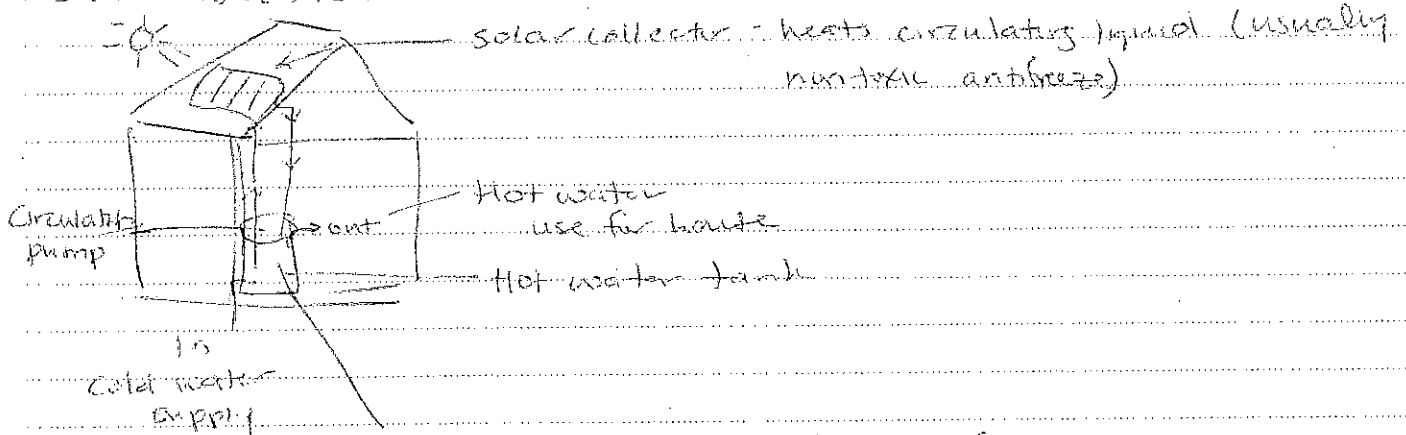 solar collector - heats circulating liquid (usually
nontoxic antifreeze)
Hot water
use for house
Circulating
pump
out
Hot water tank
in
Cold water
supply